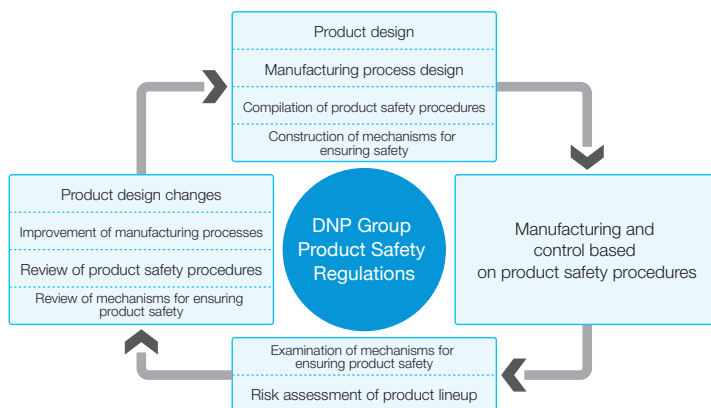 Product design
Manufacturing process design
Compilation of product safety procedures
Construction of mechanisms for
ensuring safety
Product design changes
Improvement of manufacturing processes
Review of product safety procedures
Review of mechanisms for ensuring
product safety
DNP Group
Product Safety
Regulations
Manufacturing and
control based
on product safety procedures
Examination of mechanisms for
ensuring product safety
Risk assessment of product lineup